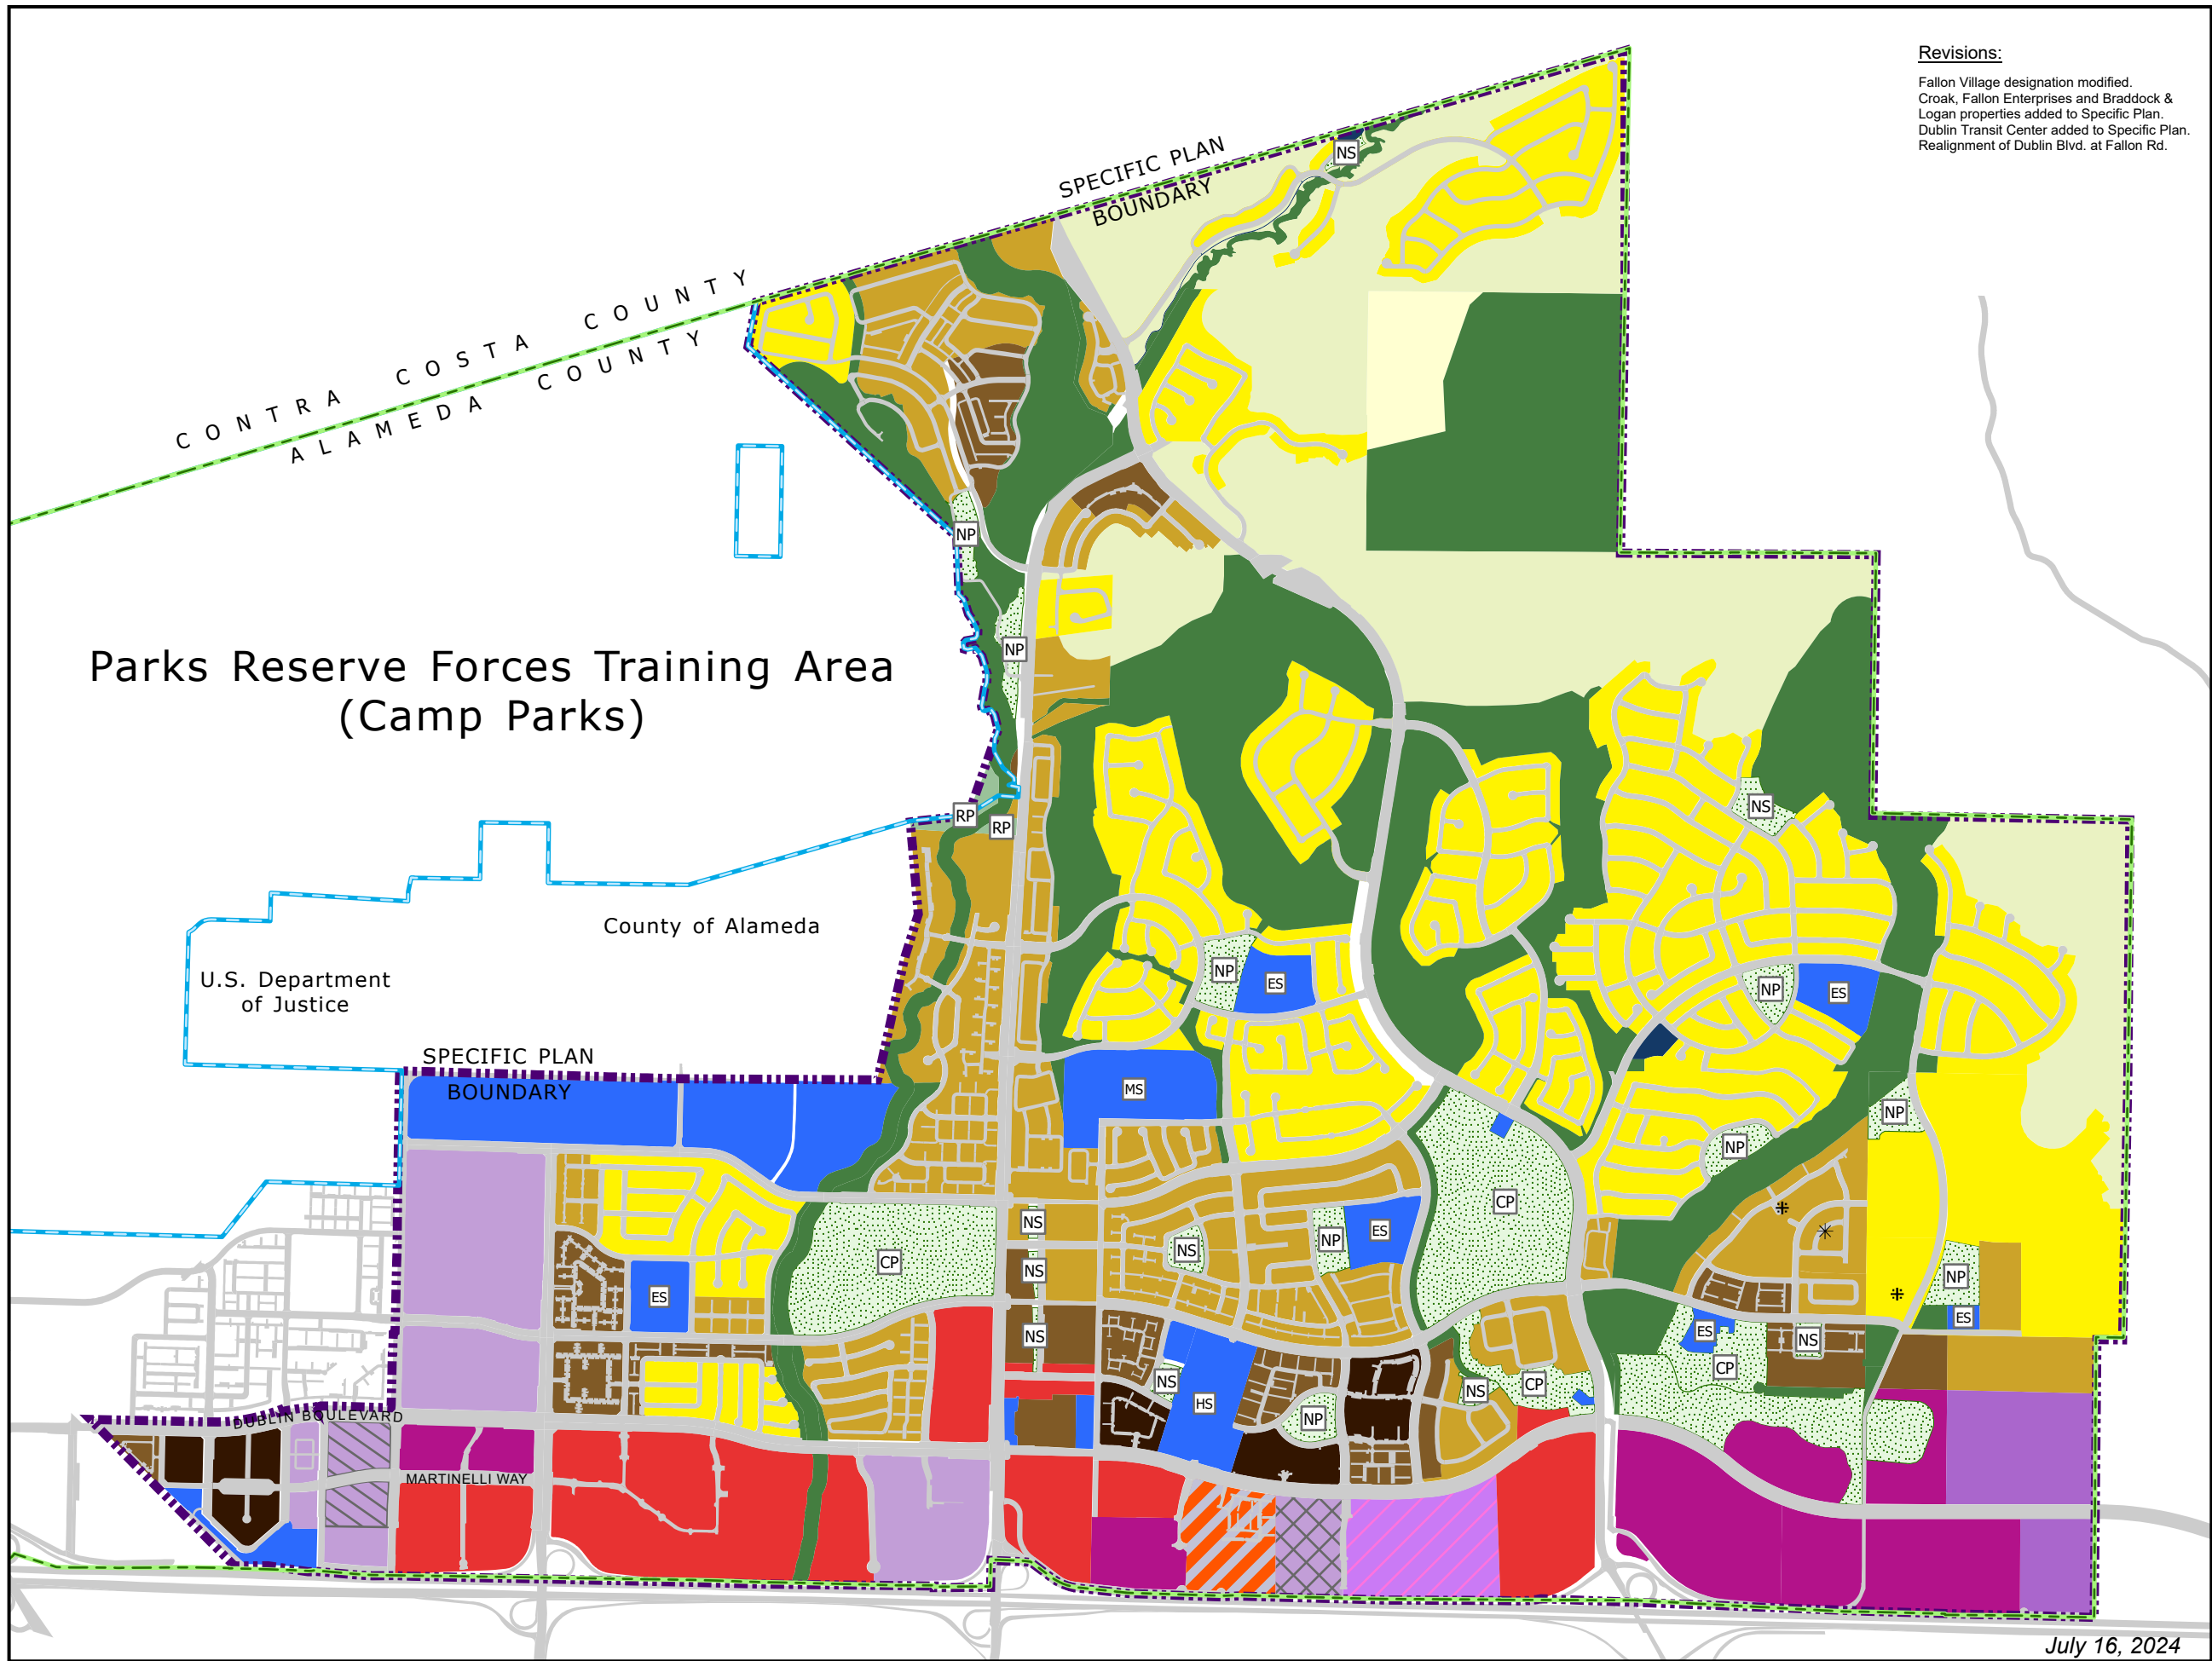 Revisions:
Fallon Village designation modified.
Croak, Fallon Enterprises and Braddock &
Logan properties added to Specific Plan.
Dublin Transit Center added to Specific Plan.
Realignment of Dublin Blvd. at Fallon Rd.
SPECIFIC PLAN
BOUNDARY
NS
CONTRA COSTA COUNTY
ALAMEDA COUNTY
NP
NP
Parks Reserve Forces Training Area
(Camp Parks)
NS
RP
RP
County of Alameda
U.S. Department
of Justice
NP
ES
NP
ES
SPECIFIC PLAN
BOUNDARY
MS
NP
NP
CP
NS
NS
NP
ES
CP
NS
NP
ES
ES
NS
ES
NS
CP
NS
NS
CP
HS
NP
DUBLIN BOULEVARD
MARTINELLI WAY
July 16, 2024